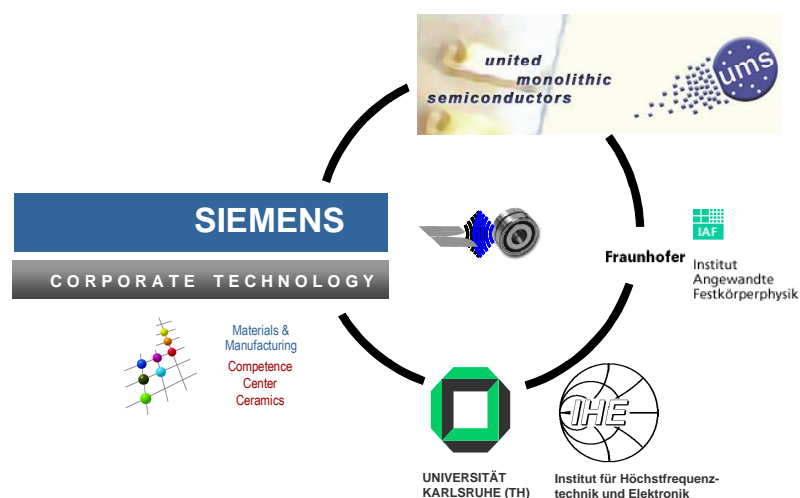 united
monolithic
semiconductors
ums
SIEMENS
CORPORATE TECHNOLOGY
IAF
Fraunhofer
Institut
Angewandte
Festkörperphysik
Materials &
Manufacturing
Competence
Center
Ceramics
IHE
UNIVERSITÄT
KARLSRUHE (TH)
Institut für Höchstfrequenz-
technik und Elektronik